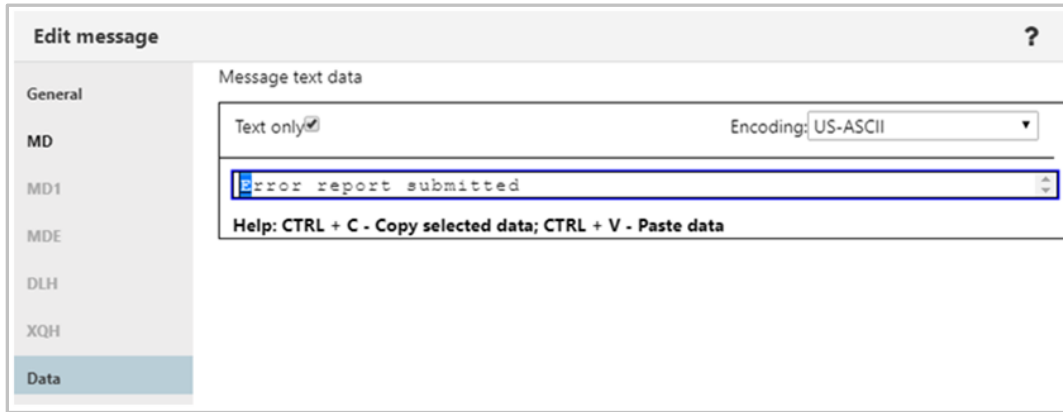 Edit message ?
General
MD
MD1
MDE
DLH
XQH
Data
Message text data
Text only Encoding: US-ASCII
Error report submitted
Help: CTRL + C - Copy selected data; CTRL + V - Paste data